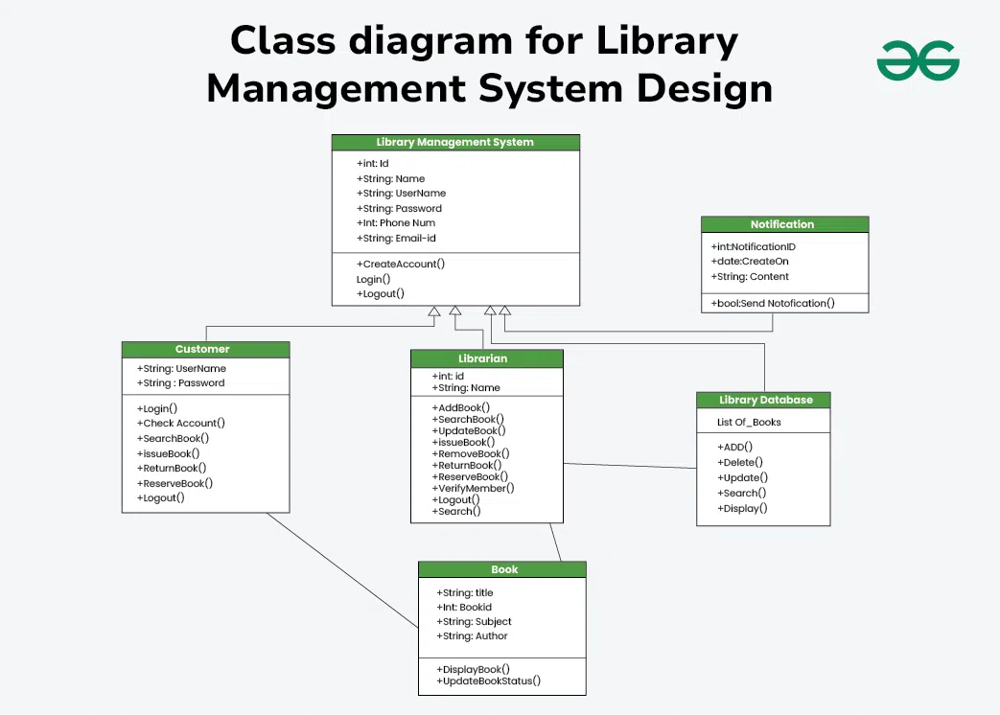 Class diagram for Library
Management System Design
Library Management System
+int: Id
+String: Name
+String: UserName
+String: Password
+Int: Phone Num
+String: Email-id
+CreateAccount()
Login()
+Logout()
Notification
+int:NotificationID
+date:CreateOn
+String: Content
+bool:Send Notofication()
Customer
+String: UserName
+String : Password
+Login()
+Check Account()
+SearchBook()
+issueBook()
+ReturnBook()
+ReserveBook()
+Logout()
Librarian
+int: id
+String: Name
+AddBook()
+SearchBook()
+UpdateBook()
+issueBook()
+RemoveBook()
+ReturnBook()
+ReserveBook()
+VerifyMember()
+Logout()
+Search()
Library Database
List Of_Books
+ADD()
+Delete()
+Update()
+Search()
+Display()
Book
+String: title
+Int: Bookid
+String: Subject
+String: Author
+DisplayBook()
+UpdateBookStatus()